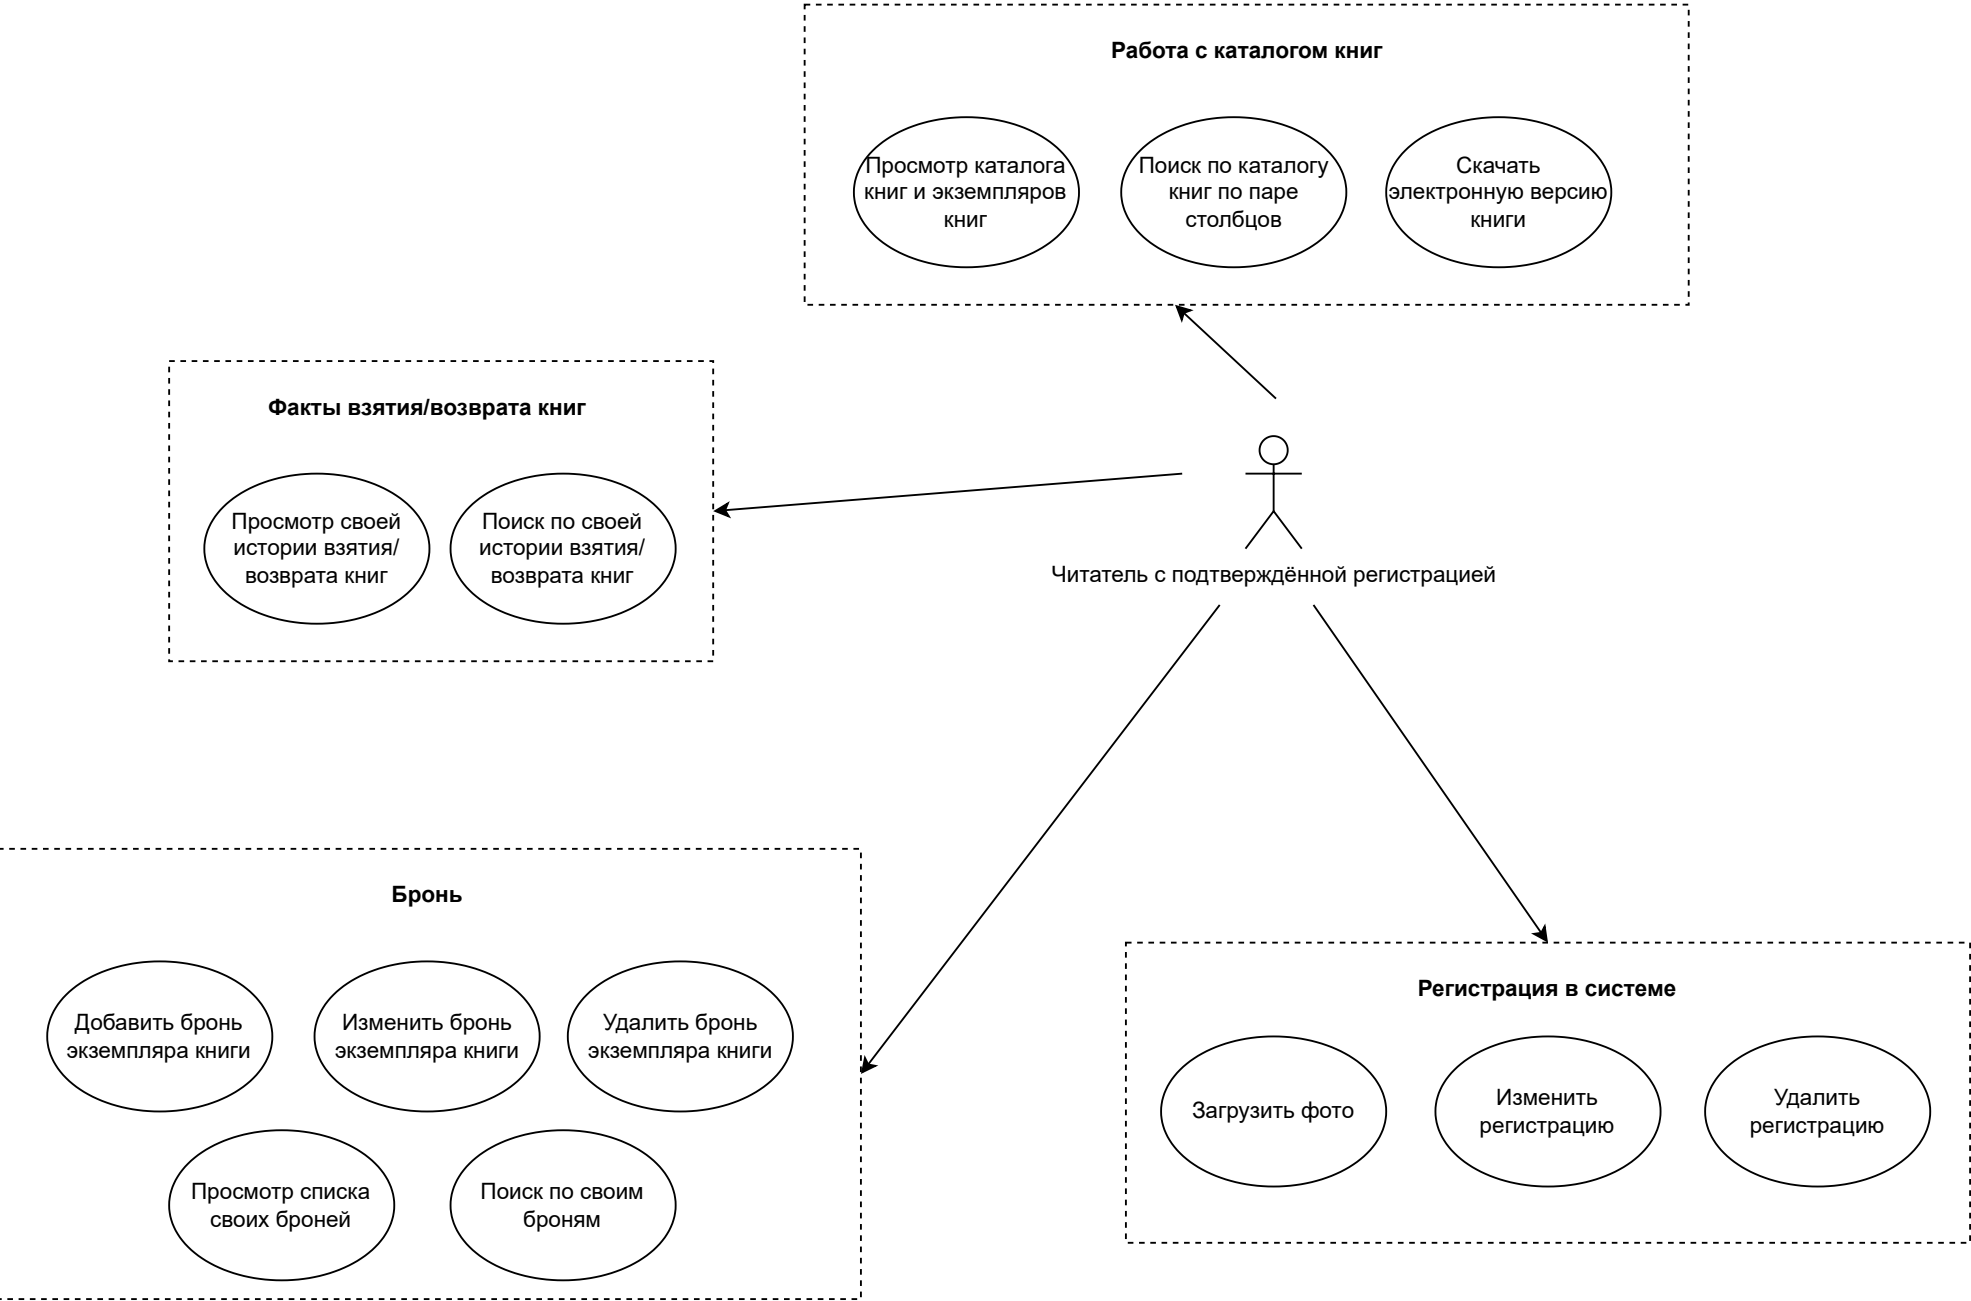 Работа с каталогом книг
Просмотр каталога
книг и экземпляров
книг
Поиск по каталогу
книг по паре
столбцов
Скачать
электронную версию
книги
Факты взятия/возврата книг
Просмотр своей
истории взятия/
возврата книг
Поиск по своей
истории взятия/
возврата книг
Читатель с подтверждённой регистрацией
Бронь
Добавить бронь
экземпляра книги
Изменить бронь
экземпляра книги
Удалить бронь
экземпляра книги
Просмотр списка
своих броней
Поиск по своим
броням
Регистрация в системе
Загрузить фото
Изменить
регистрацию
Удалить
регистрацию